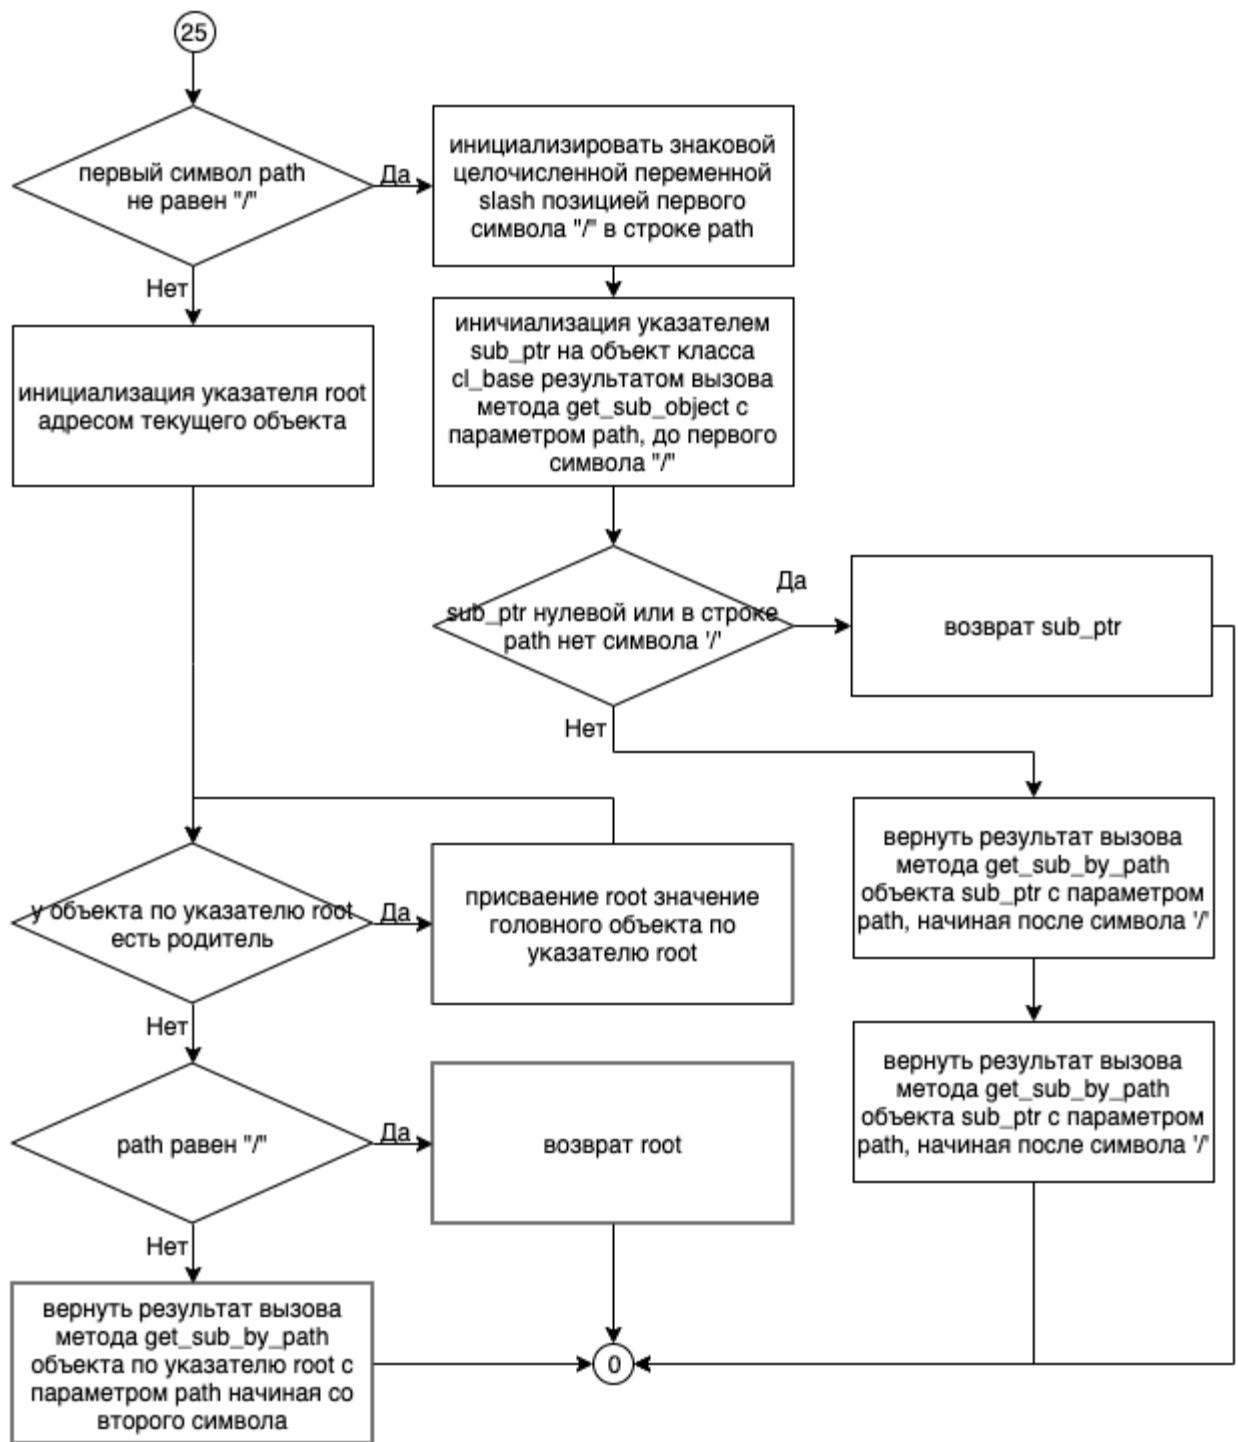 25
первый символ path
не равен "/"
Да
инициализировать знаковой
целочисленной переменной
slash позицией первого
символа "/" в строке path
Нет
инициализация указателя root
адресом текущего объекта
иничиализация указателем
sub_ptr на объект класса
cl_base результатом вызова
метода get_sub_object с
параметром path, до первого
символа "/"
sub_ptr нулевой или в строке
path нет символа '/'
Да
возврат sub_ptr
Нет
вернуть результат вызова
метода get_sub_by_path
объекта sub_ptr с параметром
path, начиная после символа '/'
у объекта по указателю root
есть родитель
Да
присваение root значение
головного объекта по
указателю root
Нет
вернуть результат вызова
метода get_sub_by_path
объекта sub_ptr с параметром
path, начиная после символа '/'
path равен "/"
Да
возврат root
Нет
вернуть результат вызова
метода get_sub_by_path
объекта по указателю root с
параметром path начиная со
второго символа
0